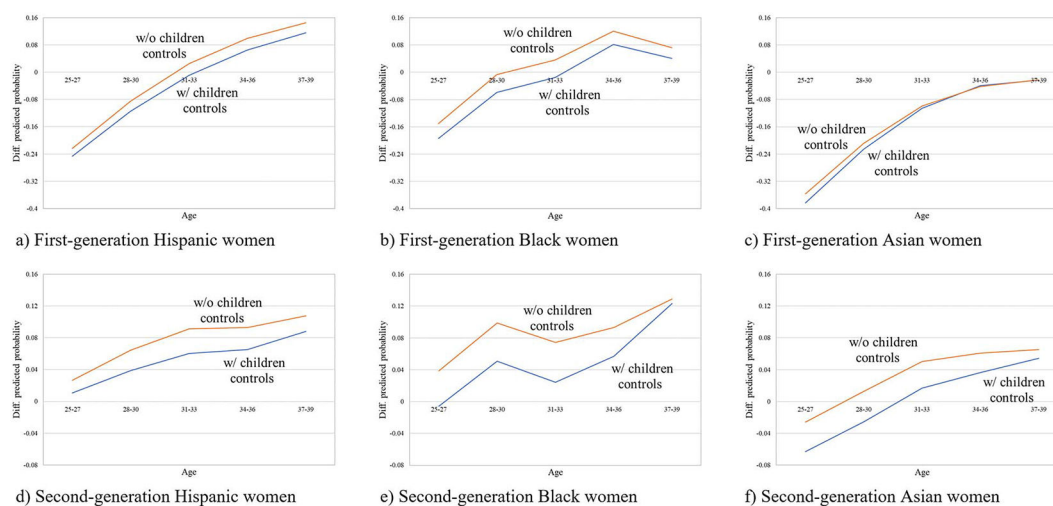 Diff. predicted probability
0.16
0.08
0
-0.08
-0.16
-0.24
-0.32
-0.4
25-27
28-30
31-33
34-36
37-39
w/o children
controls
w/ children
controls
Age
a) First-generation Hispanic women
Diff. predicted probability
0.16
0.08
0
-0.08
-0.16
-0.24
-0.32
-0.4
25-27
28-30
31-33
34-36
37-39
w/o children
controls
w/ children
controls
Age
b) First-generation Black women
Diff. predicted probability
0.16
0.08
0
-0.08
-0.16
-0.24
-0.32
-0.4
25-27
28-30
31-33
34-36
37-39
w/o children
controls
w/ children
controls
Age
c) First-generation Asian women
Diff. predicted probability
0.16
0.12
0.08
0.04
0
-0.04
-0.08
25-27
28-30
31-33
34-36
37-39
w/o children
controls
w/ children
controls
Age
d) Second-generation Hispanic women
Diff. predicted probability
0.16
0.12
0.08
0.04
0
-0.04
-0.08
25-27
28-30
31-33
34-36
37-39
w/o children
controls
w/ children
controls
Age
e) Second-generation Black women
Diff. predicted probability
0.16
0.12
0.08
0.04
0
-0.04
-0.08
25-27
28-30
31-33
34-36
37-39
w/o children
controls
w/ children
controls
Age
f) Second-generation Asian women